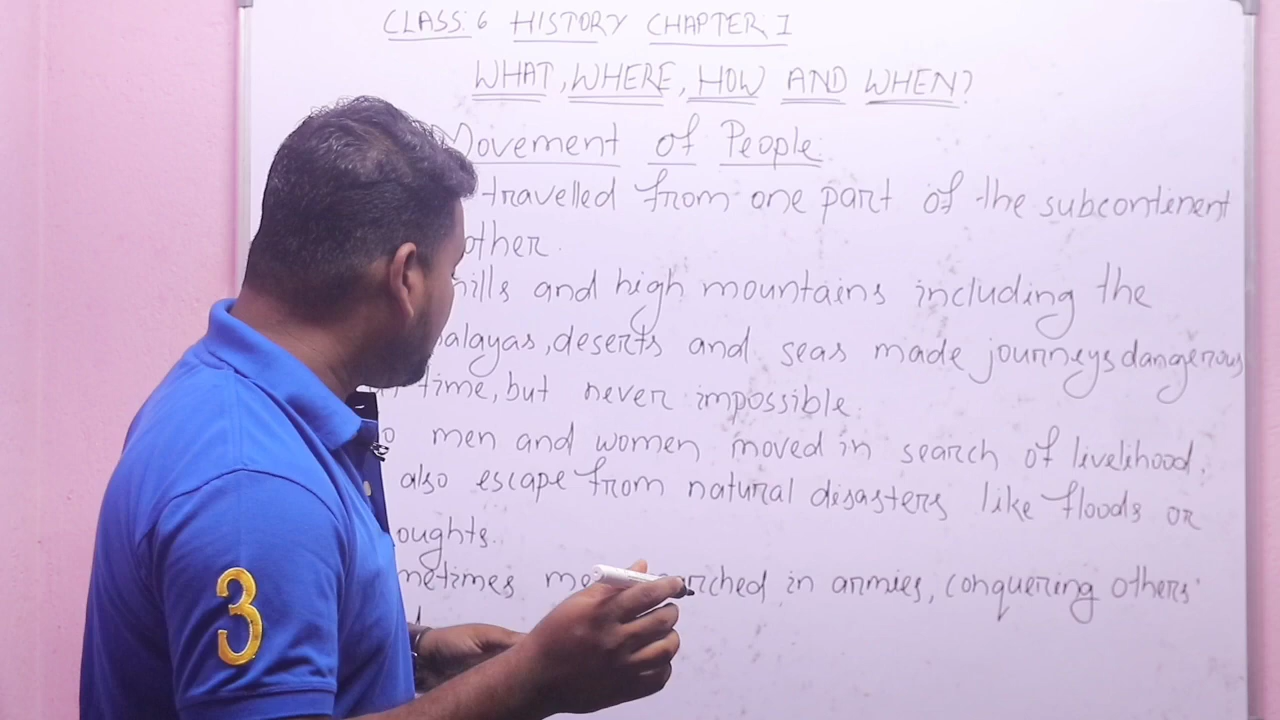 CLASS: 6 HISTORY CHAPTER: 1
WHAT, WHERE, HOW AND WHEN?
Movement of People:
travelled from one part of the subcontinent
other.
hills and high mountains including the
alayas, deserts and seas made journeys dangerous
time, but never impossible.
men and women moved in search of livelihood.
also escape from natural disasters like floods or
oughts.
metimes me rched in armies, conquering others'
3